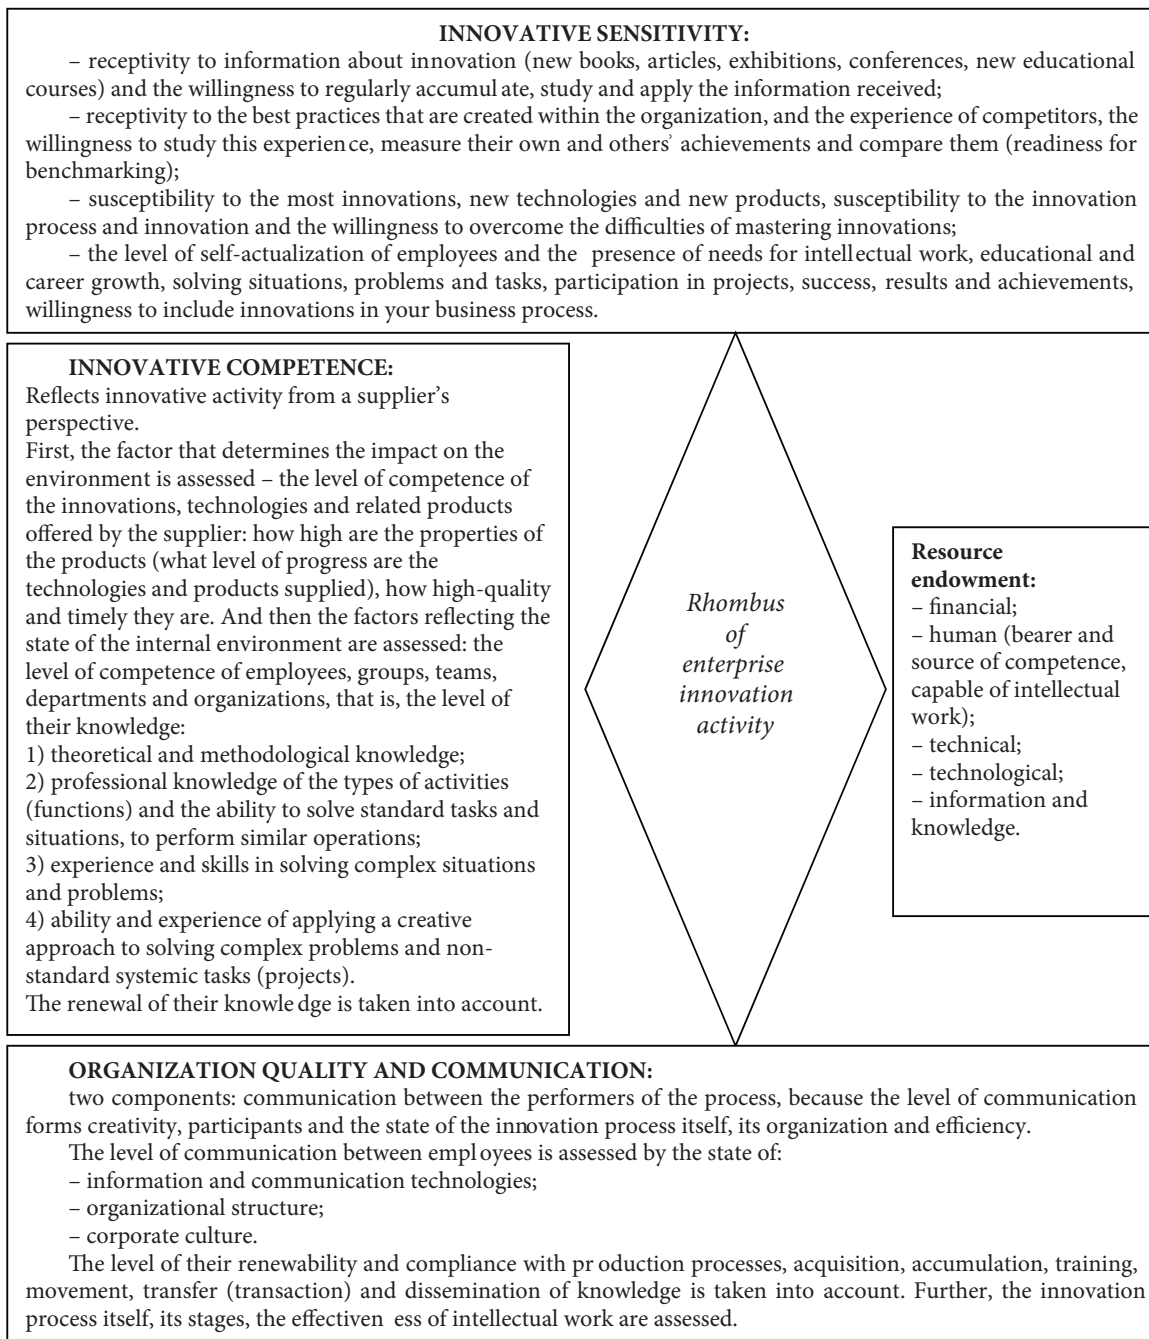 INNOVATIVE SENSITIVITY:
– receptivity to information about innovation (new books, articles, exhibitions, conferences, new educational
courses) and the willingness to regularly accumulate, study and apply the information received;
– receptivity to the best practices that are created within the organization, and the experience of competitors, the
willingness to study this experience, measure their own and others’ achievements and compare them (readiness for
benchmarking);
– susceptibility to the most innovations, new technologies and new products, susceptibility to the innovation
process and innovation and the willingness to overcome the difficulties of mastering innovations;
– the level of self-actualization of employees and the presence of needs for intellectual work, educational and
career growth, solving situations, problems and tasks, participation in projects, success, results and achievements,
willingness to include innovations in your business process.
INNOVATIVE COMPETENCE:
Reflects innovative activity from a supplier’s
perspective.
First, the factor that determines the impact on the
environment is assessed – the level of competence of
the innovations, technologies and related products
offered by the supplier: how high are the properties of
the products (what level of progress are the
technologies and products supplied), how high-quality
and timely they are. And then the factors reflecting the
state of the internal environment are assessed: the
level of competence of employees, groups, teams,
departments and organizations, that is, the level of
their knowledge:
1) theoretical and methodological knowledge;
2) professional knowledge of the types of activities
(functions) and the ability to solve standard tasks and
situations, to perform similar operations;
3) experience and skills in solving complex situations
and problems;
4) ability and experience of applying a creative
approach to solving complex problems and non-
standard systemic tasks (projects).
The renewal of their knowledge is taken into account.
Rhombus
of
enterprise
innovation
activity
Resource
endowment:
– financial;
– human (bearer and
source of competence,
capable of intellectual
work);
– technical;
– technological;
– information and
knowledge.
ORGANIZATION QUALITY AND COMMUNICATION:
two components: communication between the performers of the process, because the level of communication
forms creativity, participants and the state of the innovation process itself, its organization and efficiency.
The level of communication between employees is assessed by the state of:
– information and communication technologies;
– organizational structure;
– corporate culture.
The level of their renewability and compliance with production processes, acquisition, accumulation, training,
movement, transfer (transaction) and dissemination of knowledge is taken into account. Further, the innovation
process itself, its stages, the effectiveness of intellectual work are assessed.